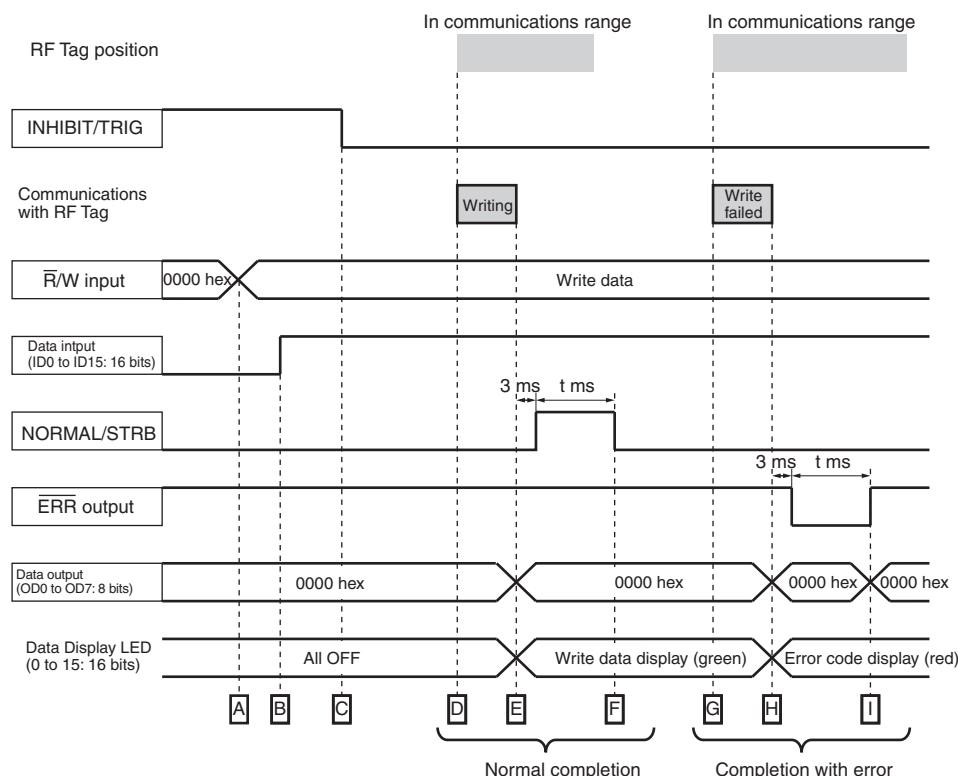 In communications range
In communications range
RF Tag position
INHIBIT/TRIG
Communications
with RF Tag
Writing
Write
failed
R̅/W input
0000 hex
Write data
Data intput
(ID0 to ID15: 16 bits)
3 ms
t ms
NORMAL/STRB
3 ms
t ms
E̅R̅R̅ output
Data output
(OD0 to OD7: 8 bits)
0000 hex
0000 hex
0000 hex
0000 hex
Data Display LED
(0 to 15: 16 bits)
All OFF
Write data display (green)
Error code display (red)
A
B
C
D
E
F
G
H
I
Normal completion
Completion with error